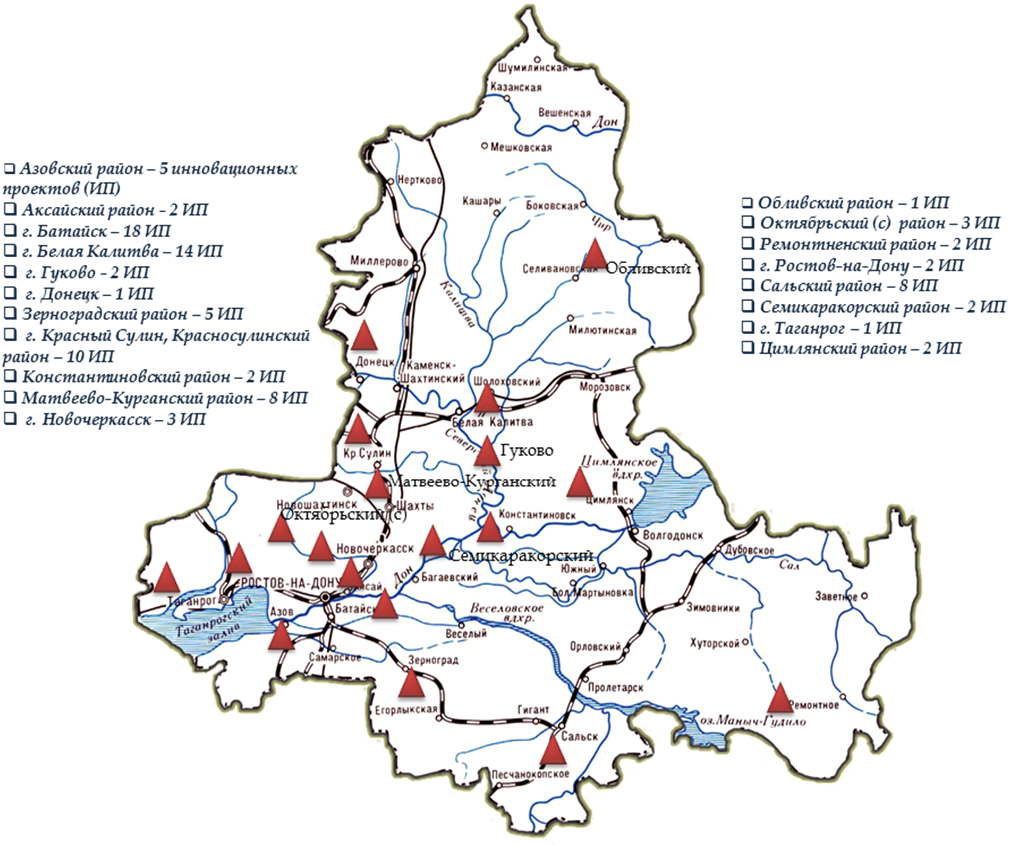 Азовский район – 5 инновационных
проектов (ИП)
Аксайский район - 2 ИП
г. Батайск – 18 ИП
г. Белая Калитва – 14 ИП
г. Гуково - 2 ИП
г. Донецк – 1 ИП
Зерноградский район – 5 ИП
г. Красный Сулин, Красносулинский
район – 10 ИП
Константиновский район – 2 ИП
Матвеево-Курганский район – 8 ИП
г. Новочеркасск – 3 ИП
Обливский район – 1 ИП
Октябрьский (с) район – 3 ИП
Ремонтненский район – 2 ИП
г. Ростов-на-Дону – 2 ИП
Сальский район – 8 ИП
Семикаракорский район – 2 ИП
г. Таганрог – 1 ИП
Цимлянский район – 2 ИП
Шумилинская
Казанская
Вешенская
Дон
Мешковская
Чертково
Кашары
Боковская
Чир
Миллерово
Селивановская
Обливский
Калитва
Милютинская
Донецк
Каменск-
Шахтинский
Шолоховский
Морозовск
Белая Калитва
Кр.Сулин
Гуково
Цимлянское
вдхр.
Матвеево-Курганский
Цимлянск
Новошахтинск
Шахты
Октябрьский (с)
Константиновск
Волгодонск
Новочеркасск
Семикаракорский
Дубовское
Сал
Южный
Дон
Багаевский
РОСТОВ-НА-ДОНУ
Бол.Мартыновка
Заветное
Таганрог
Батайск
Веселовское
вдхр.
Зимовники
Азов
Таганрогский
залив
Веселый
Хуторской
Орловский
Самарское
Зерноград
Пролетарск
Ремонтное
Егорлыкская
Гигант
оз.Маныч-Гудило
Сальск
Песчанокопское